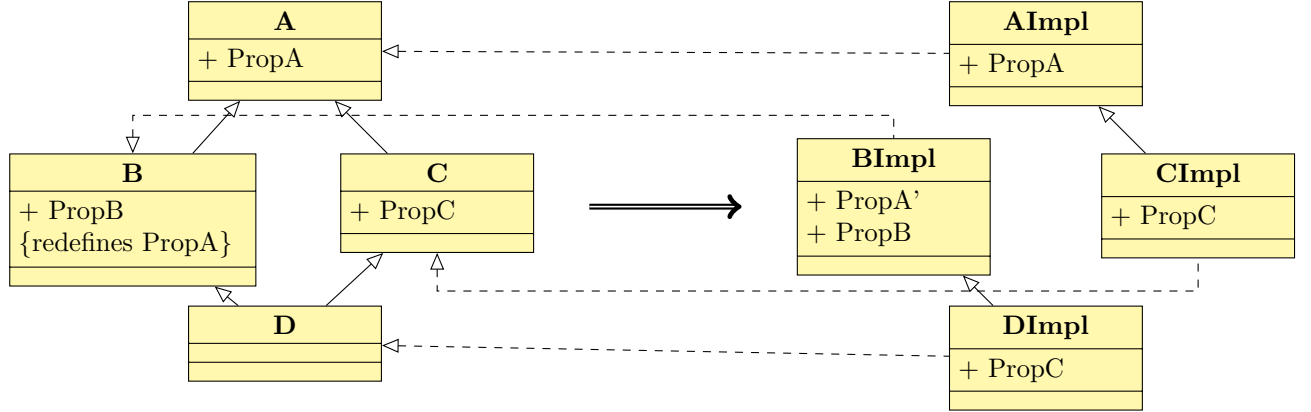 A
+ PropA
AImpl
+ PropA
B
+ PropB
{redefines PropA}
C
+ PropC
BImpl
+ PropA'
+ PropB
CImpl
+ PropC
D
DImpl
+ PropC